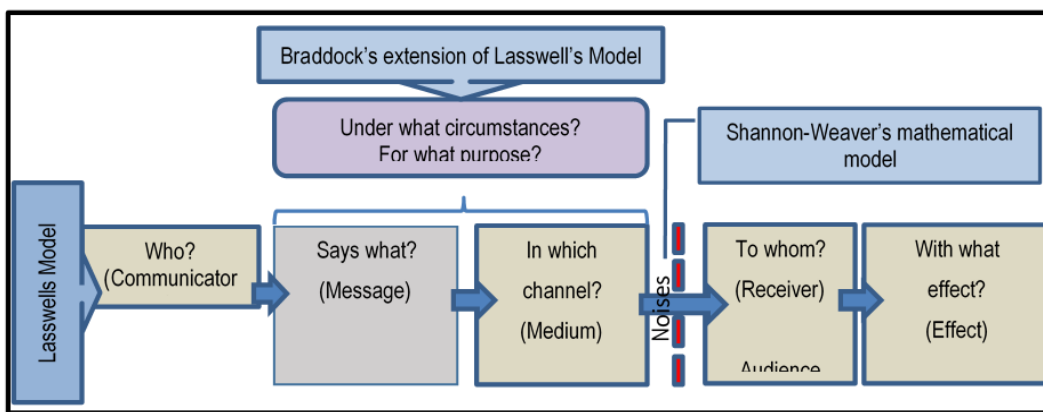 Braddock's extension of Lasswell's Model
Under what circumstances?
For what purpose?
Shannon-Weaver's mathematical
model
Lasswells Model
Who?
(Communicator
Says what?
(Message)
In which
channel?
(Medium)
Noises
To whom?
(Receiver)
Audience
With what
effect?
(Effect)